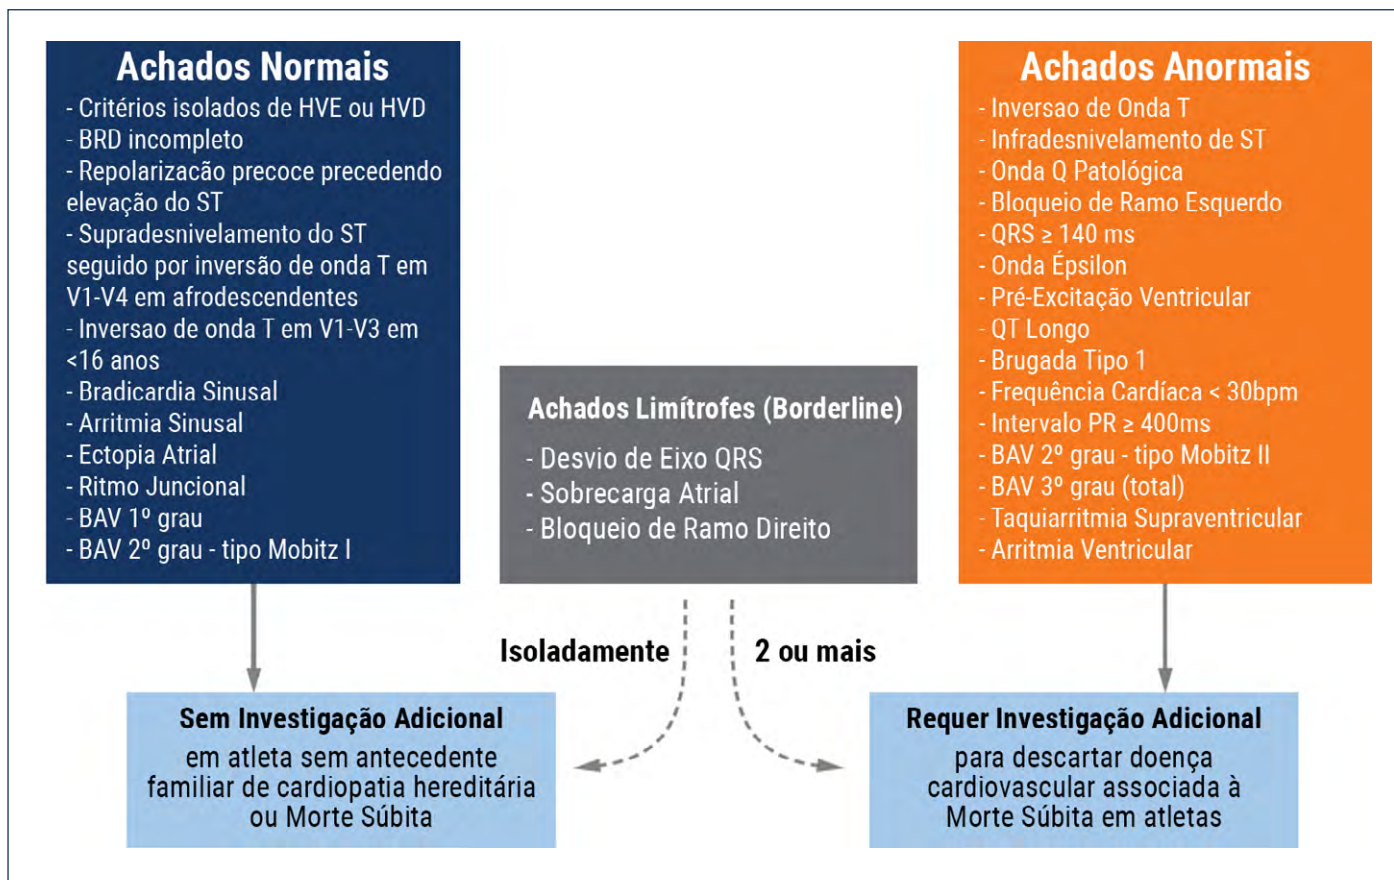 Achados Normais
- Critérios isolados de HVE ou HVD
- BRD incompleto
- Repolarizacão precoce precedendo
elevação do ST
- Supradesnivelamento do ST
seguido por inversão de onda T em
V1-V4 em afrodescendentes
- Inversao de onda T em V1-V3 em
<16 anos
- Bradicardia Sinusal
- Arritmia Sinusal
- Ectopia Atrial
- Ritmo Juncional
- BAV 1º grau
- BAV 2º grau - tipo Mobitz I
Achados Limítrofes (Borderline)
- Desvio de Eixo QRS
- Sobrecarga Atrial
- Bloqueio de Ramo Direito
Achados Anormais
- Inversao de Onda T
- Infradesnivelamento de ST
- Onda Q Patológica
- Bloqueio de Ramo Esquerdo
- QRS ≥ 140 ms
- Onda Épsilon
- Pré-Excitação Ventricular
- QT Longo
- Brugada Tipo 1
- Frequência Cardíaca < 30bpm
- Intervalo PR ≥ 400ms
- BAV 2º grau - tipo Mobitz II
- BAV 3º grau (total)
- Taquiarritmia Supraventricular
- Arritmia Ventricular
Isoladamente
2 ou mais
Sem Investigação Adicional
em atleta sem antecedente
familiar de cardiopatia hereditária
ou Morte Súbita
Requer Investigação Adicional
para descartar doença
cardiovascular associada à
Morte Súbita em atletas